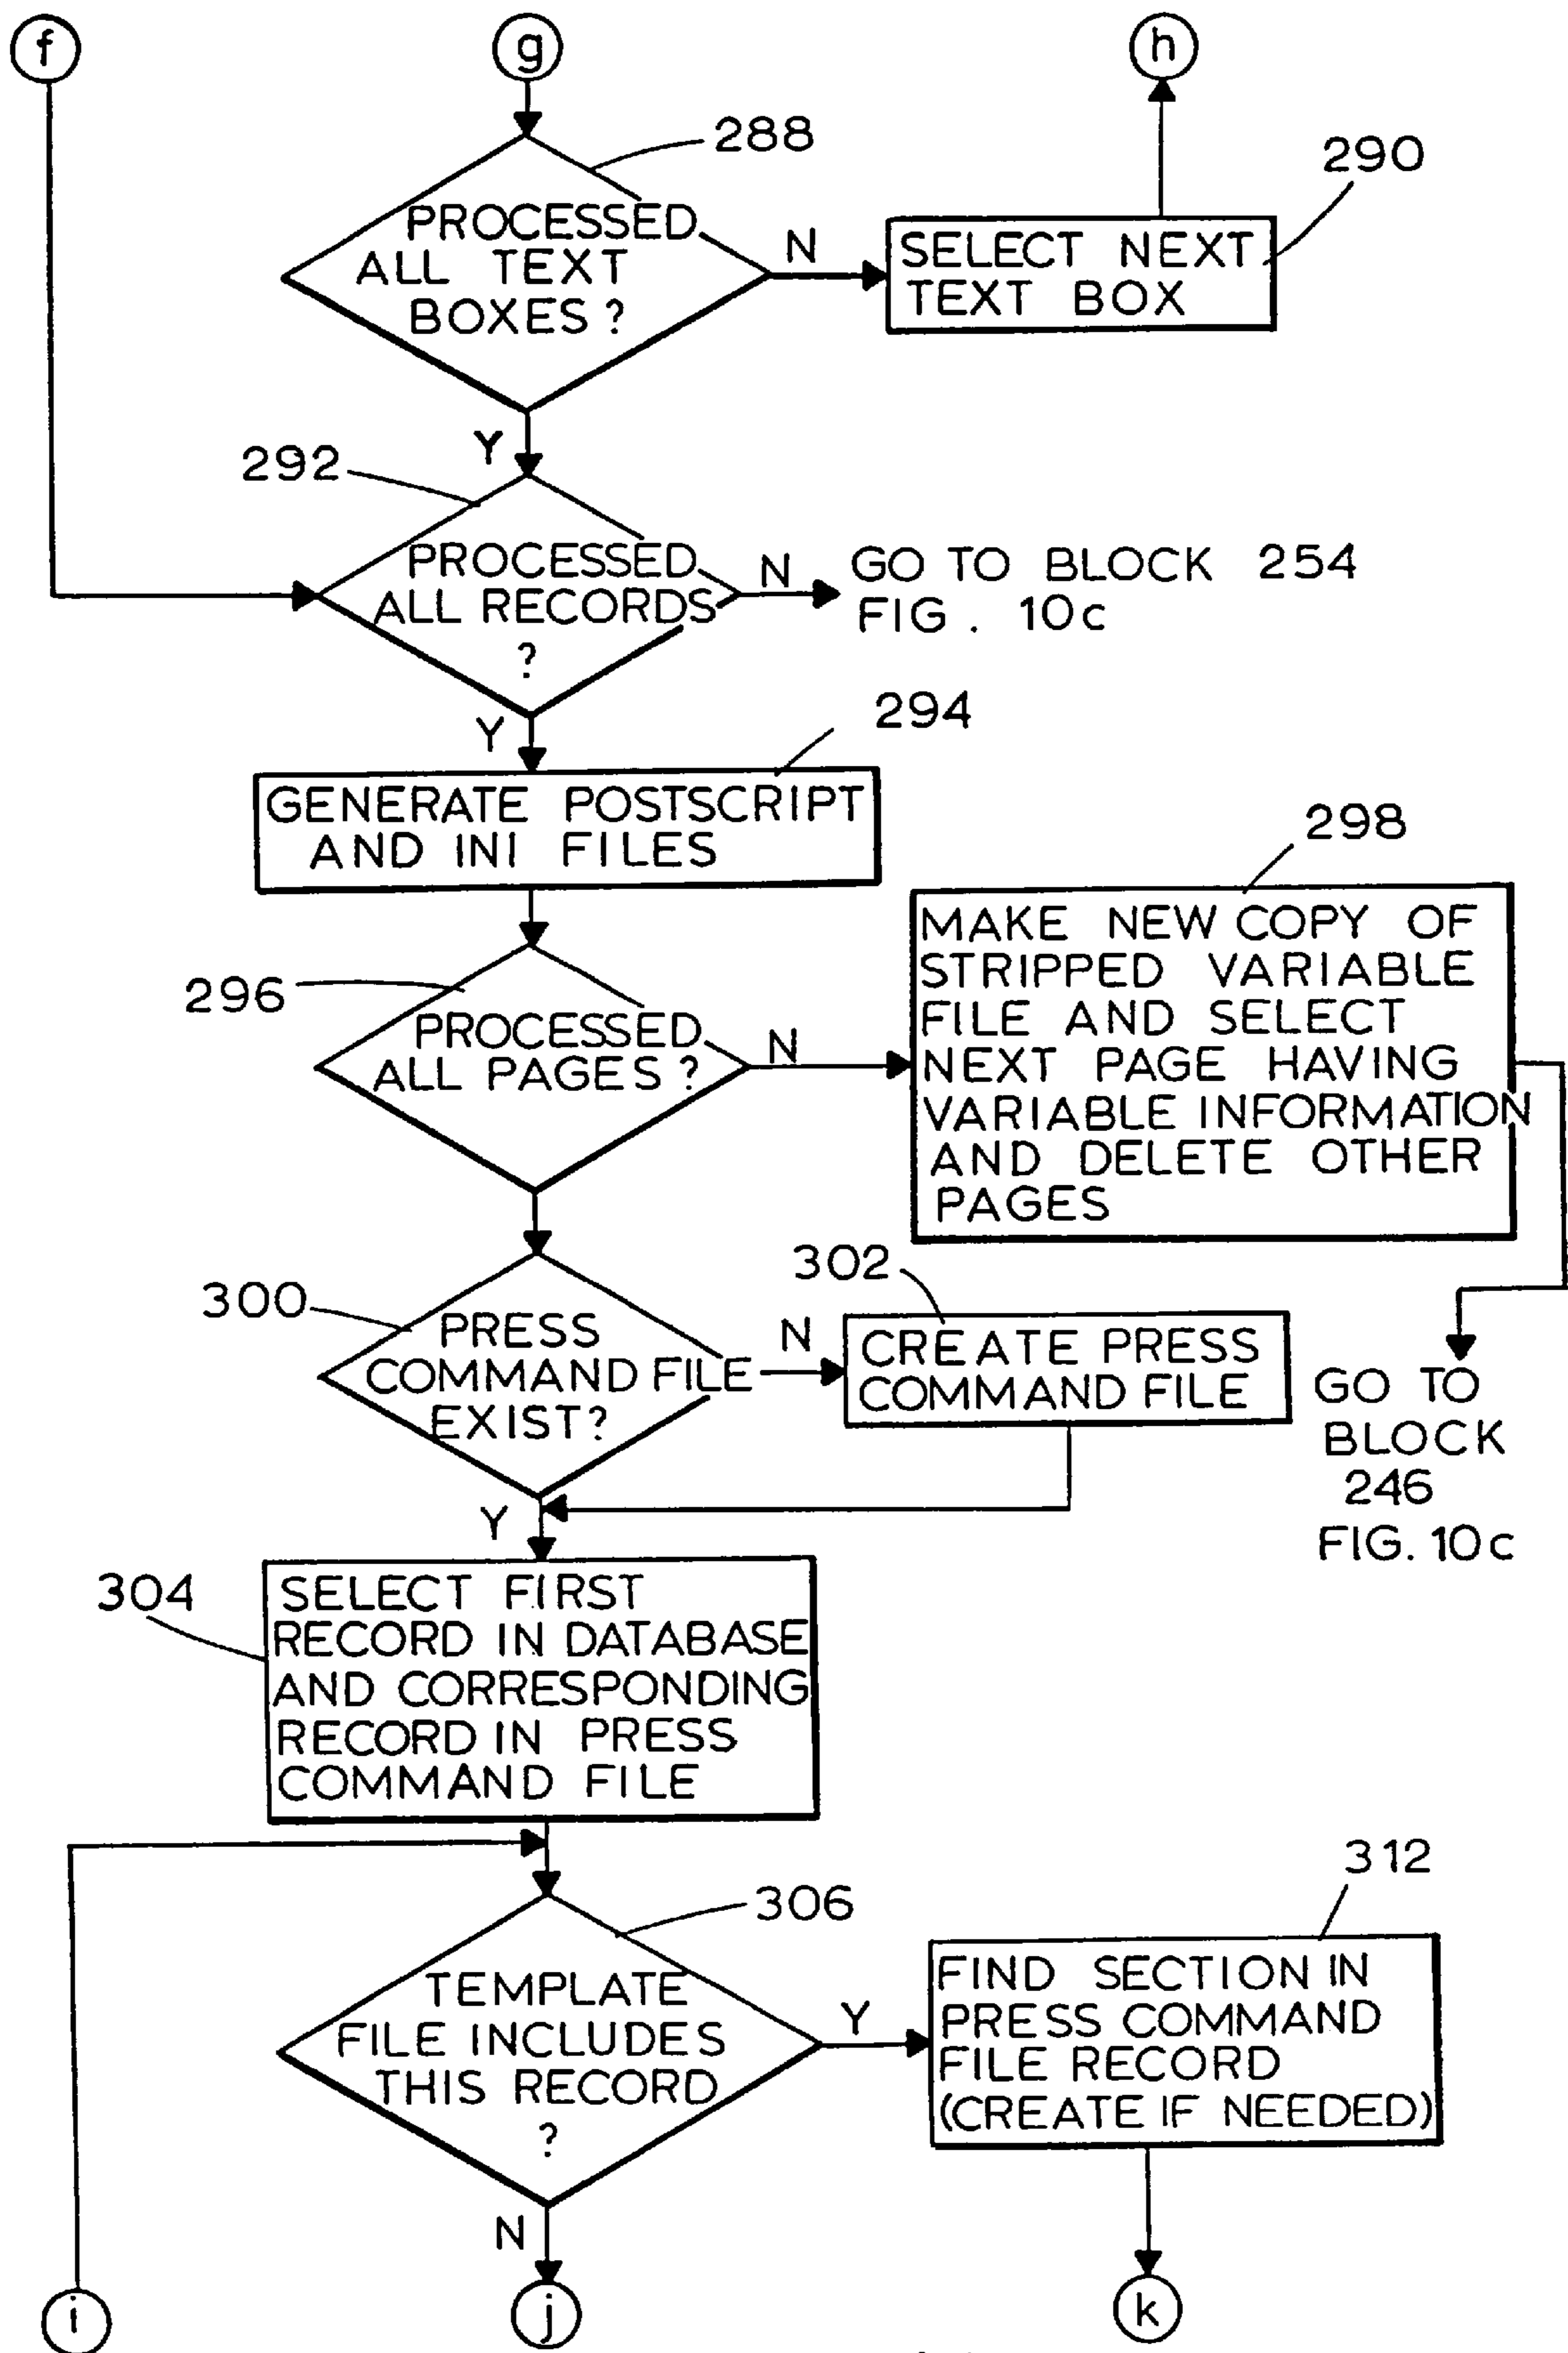 f
g
h
288
290
PROCESSED
ALL TEXT
BOXES ?
N
SELECT NEXT
TEXT BOX
Y
292
PROCESSED
ALL RECORDS
?
N
GO TO BLOCK 254
FIG. 10c
Y
294
GENERATE POSTSCRIPT
AND INI FILES
298
296
PROCESSED
ALL PAGES ?
N
MAKE NEW COPY OF
STRIPPED VARIABLE
FILE AND SELECT
NEXT PAGE HAVING
VARIABLE INFORMATION
AND DELETE OTHER
PAGES
302
300
PRESS
COMMAND FILE
EXIST?
N
CREATE PRESS
COMMAND FILE
GO TO
BLOCK
246
FIG. 10c
Y
304
SELECT FIRST
RECORD IN DATABASE
AND CORRESPONDING
RECORD IN PRESS
COMMAND FILE
312
306
TEMPLATE
FILE INCLUDES
THIS RECORD
?
Y
FIND SECTION IN
PRESS COMMAND
FILE RECORD
(CREATE IF NEEDED)
N
i
j
k